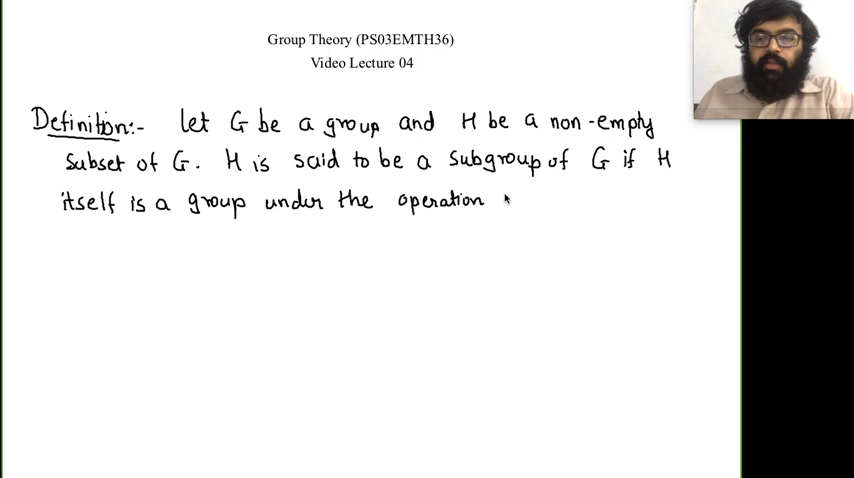 Group Theory (PS03EMTH36)
Video Lecture 04
Definition:- let G be a group and H be a non-empty
subset of G. H is said to be a subgroup of G if H
itself is a group under the operation